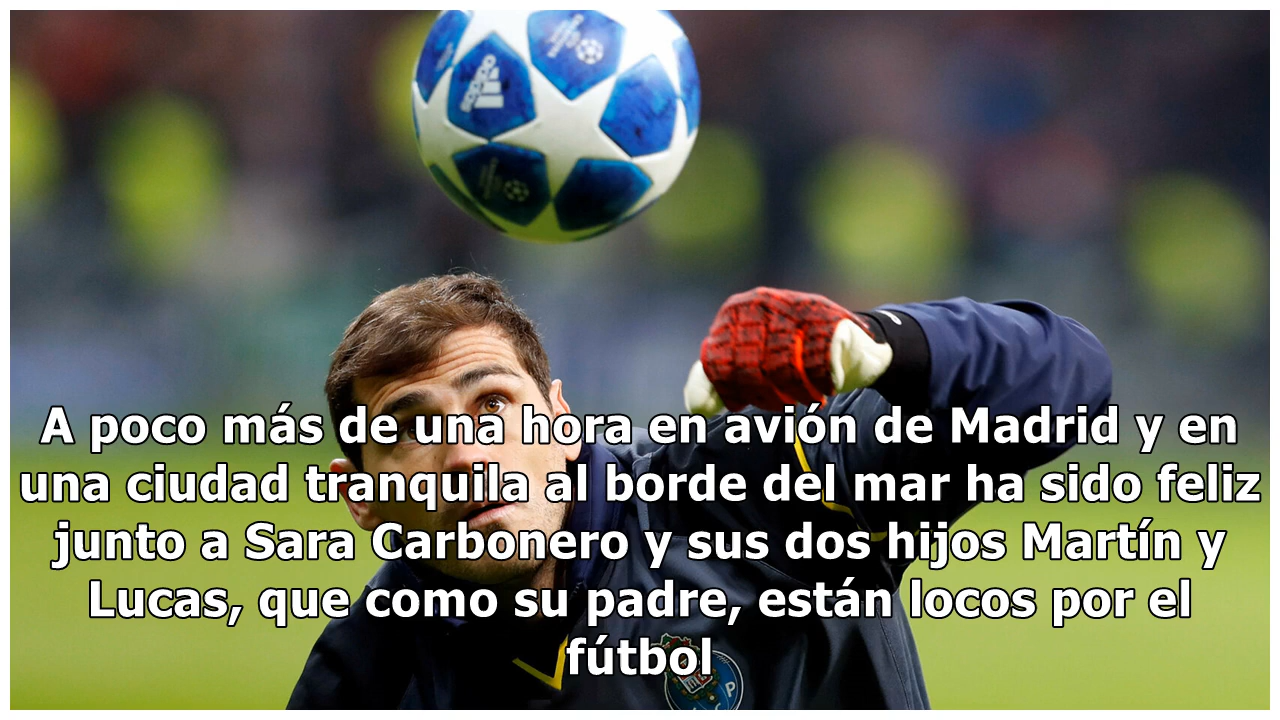 adidas
A poco más de una hora en avión de Madrid y en
una ciudad tranquila al borde del mar ha sido feliz
junto a Sara Carbonero y sus dos hijos Martín y
Lucas, que como su padre, están locos por el
fútbol